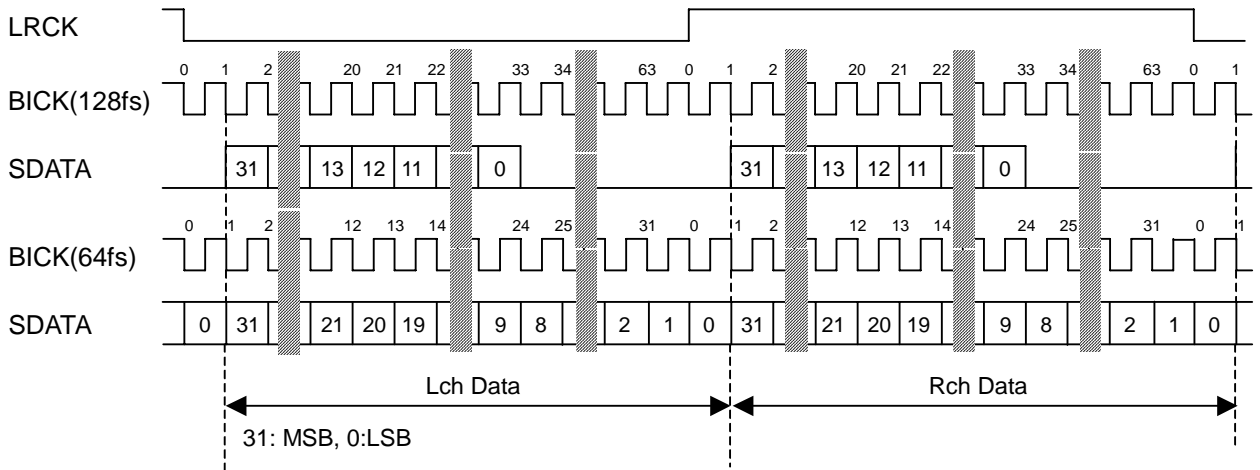 LRCK
0 1 2 20 21 22 33 34 63 0 1 2 20 21 22 33 34 63 0 1
BICK(128fs)
SDATA 31 13 12 11 0 31 13 12 11 0
0 1 2 12 13 14 24 25 31 0 1 2 12 13 14 24 25 31 0 1
BICK(64fs)
SDATA 0 31 21 20 19 9 8 2 1 0 31 21 20 19 9 8 2 1 0
Lch Data Rch Data
31: MSB, 0:LSB